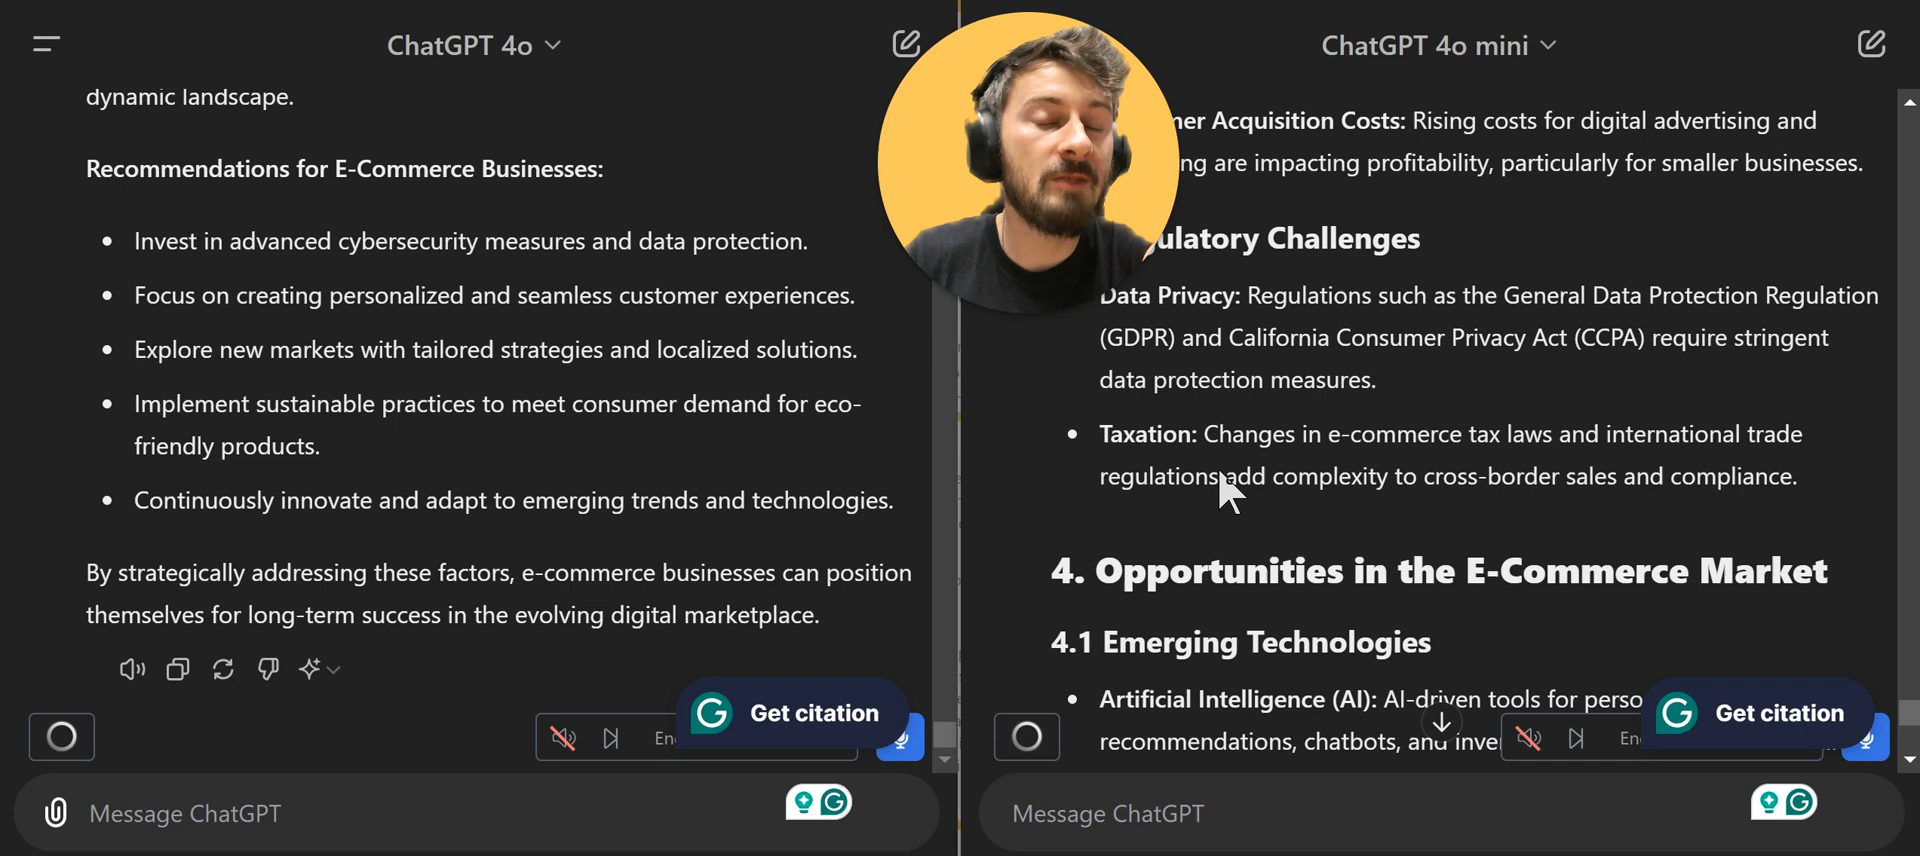 ChatGPT 4o
dynamic landscape.
Recommendations for E-Commerce Businesses:
Invest in advanced cybersecurity measures and data protection.
Focus on creating personalized and seamless customer experiences.
Explore new markets with tailored strategies and localized solutions.
Implement sustainable practices to meet consumer demand for eco-
friendly products.
Continuously innovate and adapt to emerging trends and technologies.
By strategically addressing these factors, e-commerce businesses can position
themselves for long-term success in the evolving digital marketplace.
Get citation
Message ChatGPT
ChatGPT 4o mini
Acquisition Costs: Rising costs for digital advertising and
are impacting profitability, particularly for smaller businesses.
Challenges
Data Privacy: Regulations such as the General Data Protection Regulation
(GDPR) and California Consumer Privacy Act (CCPA) require stringent
data protection measures.
Taxation: Changes in e-commerce tax laws and international trade
regulations add complexity to cross-border sales and compliance.
4. Opportunities in the E-Commerce Market
4.1 Emerging Technologies
Artificial Intelligence (AI): AI-driven tools for
recommendations, chatbots, and
Get citation
Message ChatGPT